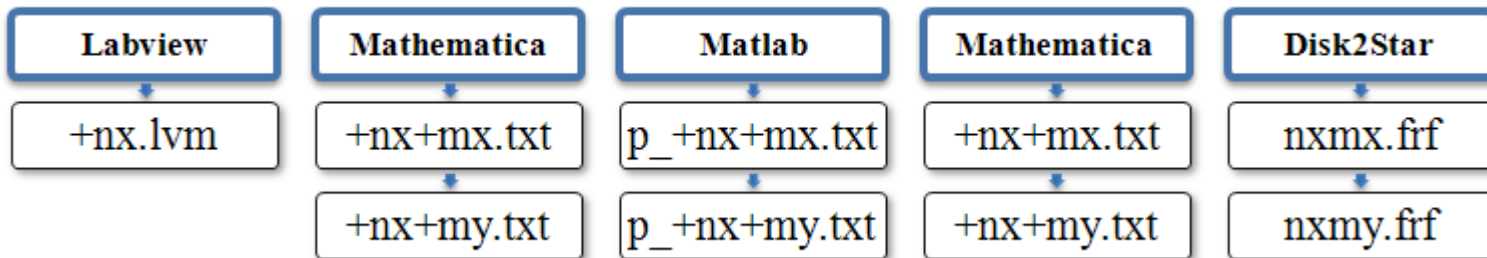 Labview
Mathematica
Matlab
Mathematica
Disk2Star
+nx.lvm
+nx+mx.txt
p_+nx+mx.txt
+nx+mx.txt
nxmx.frf
+nx+my.txt
p_+nx+my.txt
+nx+my.txt
nxmy.frf